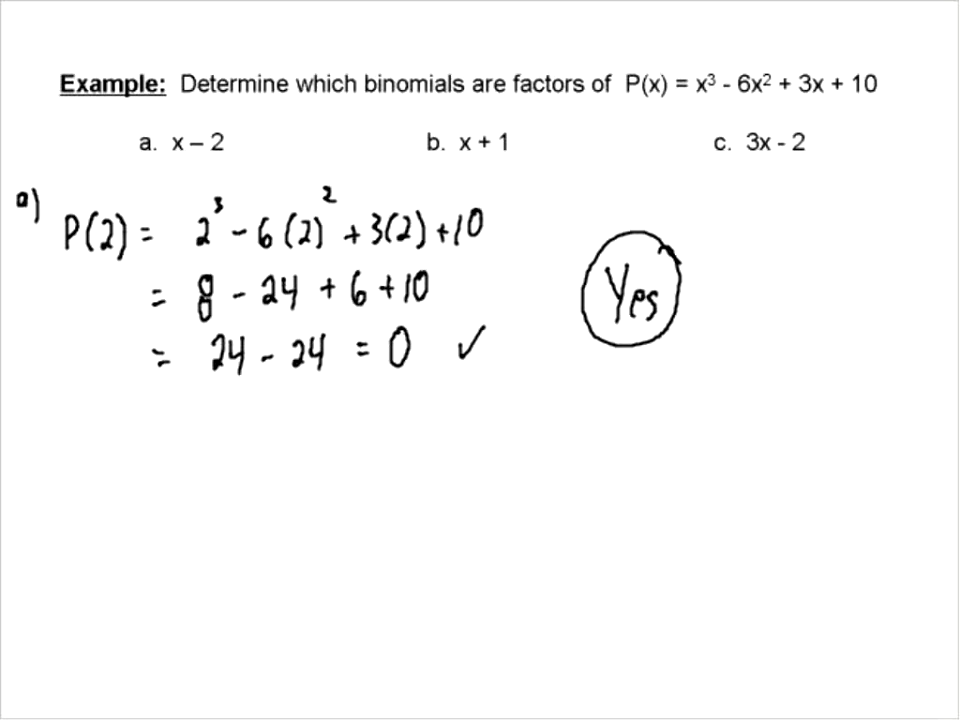 Example: Determine which binomials are factors of P(x) = x³ - 6x² + 3x + 10
a. x – 2 b. x + 1 c. 3x - 2
a) P(2) = 2³ - 6(2)² + 3(2) + 10
= 8 - 24 + 6 + 10
Yes
= 24 - 24 = 0 ✓